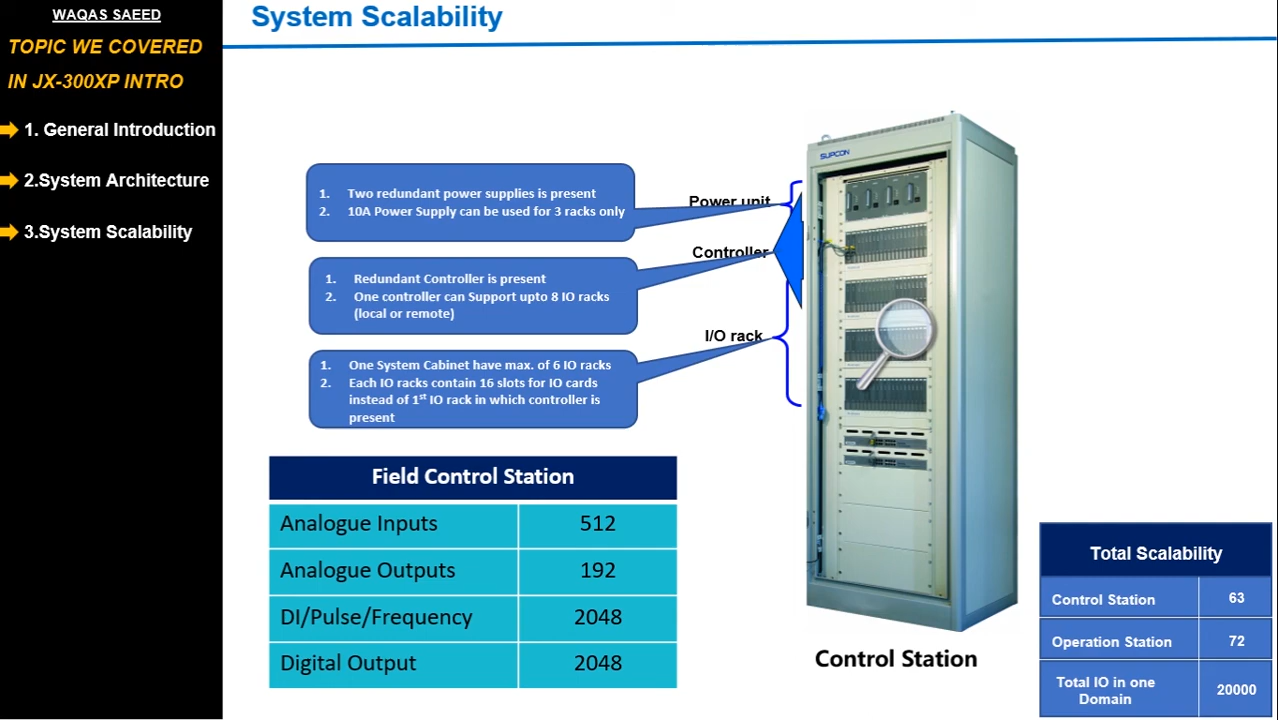 WAQAS SAEED
TOPIC WE COVERED
IN JX-300XP INTRO
1. General Introduction
2.System Architecture
3.System Scalability
System Scalability
1. Two redundant power supplies is present
2. 10A Power Supply can be used for 3 racks only
Power unit
1. Redundant Controller is present
2. One controller can Support upto 8 IO racks
(local or remote)
Controller
1. One System Cabinet have max. of 6 IO racks
2. Each IO racks contain 16 slots for IO cards
instead of 1st IO rack in which controller is
present
I/O rack
SUPCON
Control Station
Field Control Station
Analogue Inputs 512
Analogue Outputs 192
DI/Pulse/Frequency 2048
Digital Output 2048
Total Scalability
Control Station 63
Operation Station 72
Total IO in one
Domain 20000